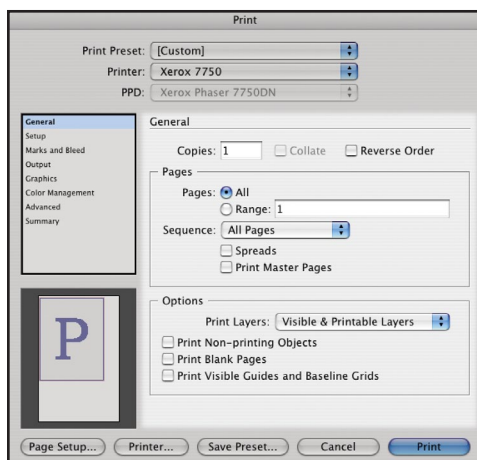 Print
Print Preset: [Custom]
Printer: Xerox 7750
PPD: Xerox Phaser 7750DN
General
Setup
Marks and Bleed
Output
Graphics
Color Management
Advanced
Summary
General
Copies: 1 Collate Reverse Order
Pages
Pages: All
Range: 1
Sequence: All Pages
Spreads
Print Master Pages
Options
Print Layers: Visible & Printable Layers
Print Non-printing Objects
Print Blank Pages
Print Visible Guides and Baseline Grids
P
Page Setup... Printer... Save Preset... Cancel Print